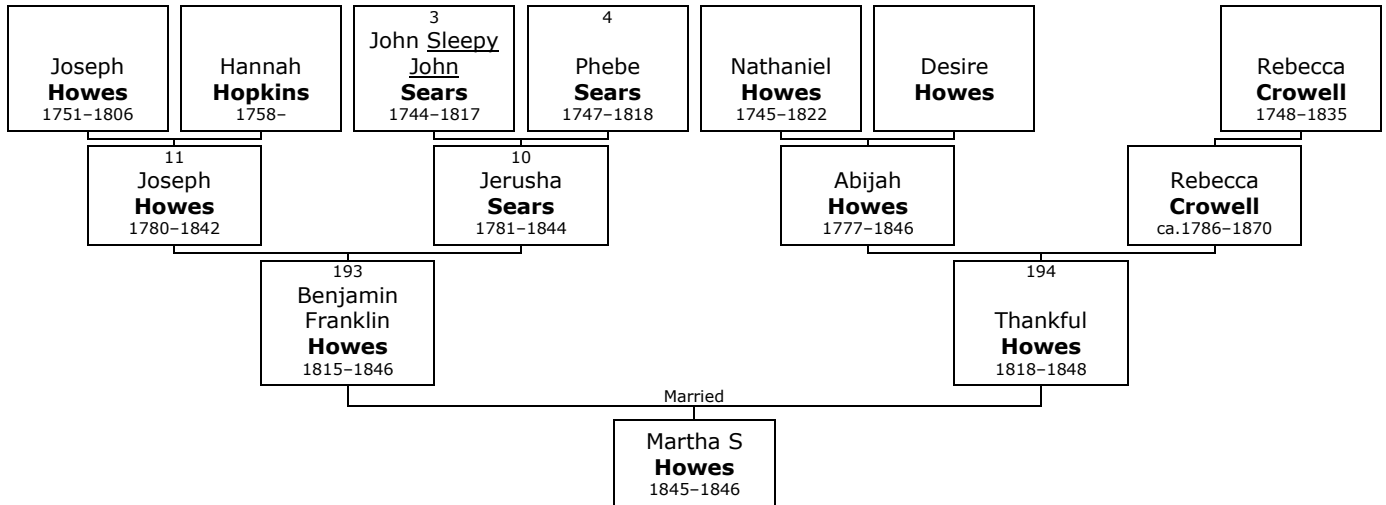 Joseph
Howes
1751–1806
Hannah
Hopkins
1758–
3
John Sleepy
John
Sears
1744–1817
4
Phebe
Sears
1747–1818
Nathaniel
Howes
1745–1822
Desire
Howes
Rebecca
Crowell
1748–1835
11
Joseph
Howes
1780–1842
10
Jerusha
Sears
1781–1844
Abijah
Howes
1777–1846
Rebecca
Crowell
ca.1786–1870
193
Benjamin
Franklin
Howes
1815–1846
194
Thankful
Howes
1818–1848
Married
Martha S
Howes
1845–1846